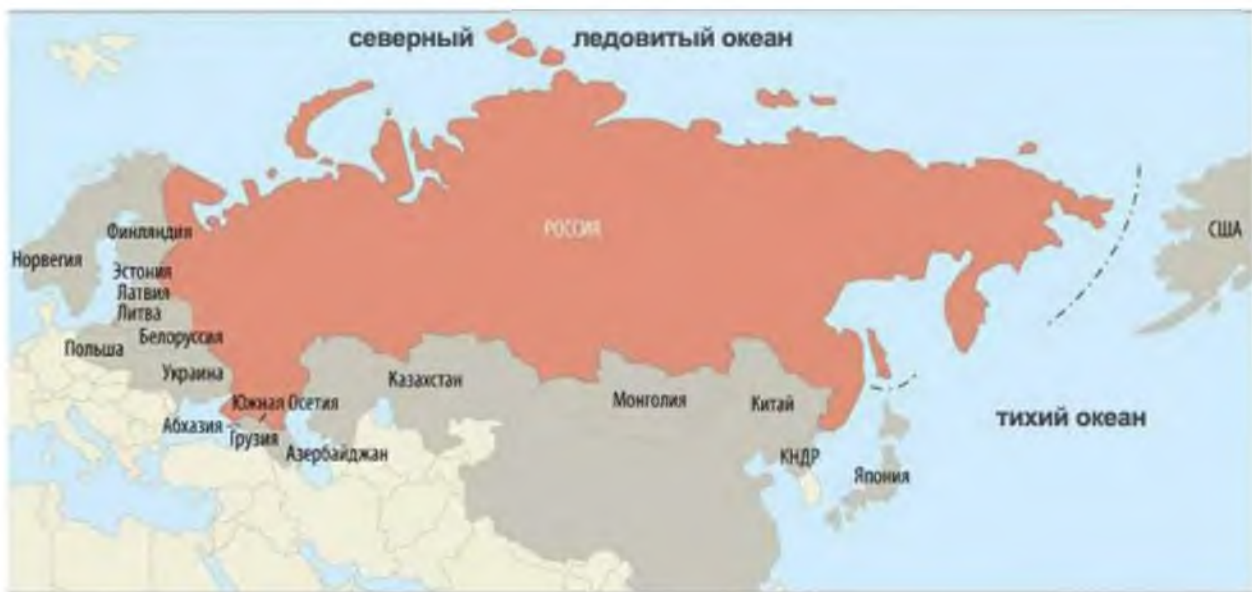 северный ледовитый океан
РОССИЯ
США
Финляндия
Норвегия
Эстония
Латвия
Литва
Белоруссия
Польша
Украина
Казахстан
Южная Осетия
Монголия
Китай
Абхазия
Грузия
Азербайджан
тихий океан
КНДР
Япония